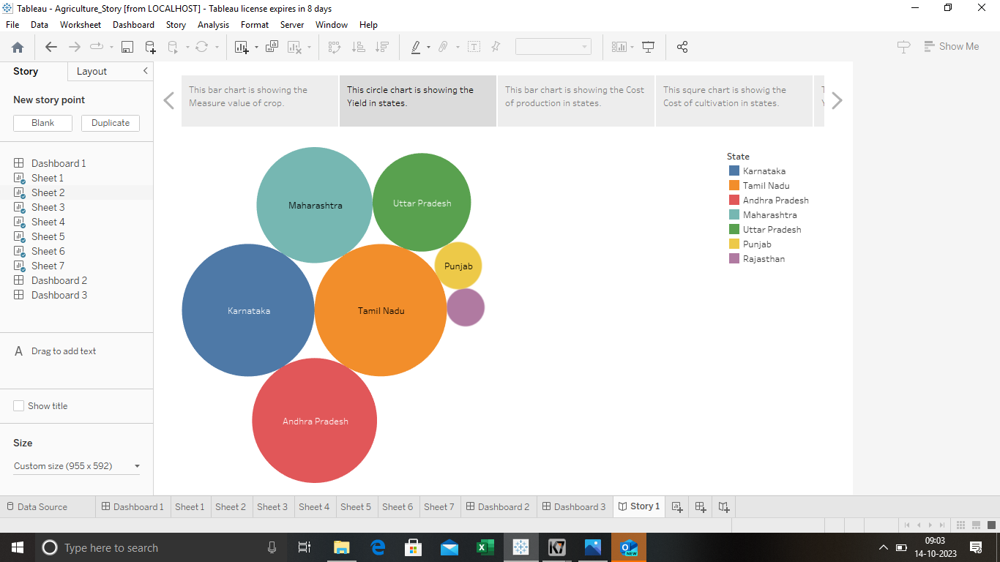 Tableau - Agriculture_Story [from LOCALHOST] - Tableau license expires in 8 days
File Data Worksheet Dashboard Story Analysis Format Server Window Help
Show Me
Story Layout
New story point
Blank Duplicate
Dashboard 1
Sheet 1
Sheet 2
Sheet 3
Sheet 4
Sheet 5
Sheet 6
Sheet 7
Dashboard 2
Dashboard 3
A Drag to add text
Show title
Size
Custom size (955 x 592)
This bar chart is showing the
Measure value of crop.
This circle chart is showing the
Yield in states.
This bar chart is showing the Cost
of production in states.
This squre chart is showig the
Cost of cultivation in states.
Maharashtra
Uttar Pradesh
Punjab
Karnataka
Tamil Nadu
Andhra Pradesh
State
Karnataka
Tamil Nadu
Andhra Pradesh
Maharashtra
Uttar Pradesh
Punjab
Rajasthan
Data Source Dashboard 1 Sheet 1 Sheet 2 Sheet 3 Sheet 4 Sheet 5 Sheet 6 Sheet 7 Dashboard 2 Dashboard 3 Story 1
Type here to search
NEW
09:03
14-10-2023